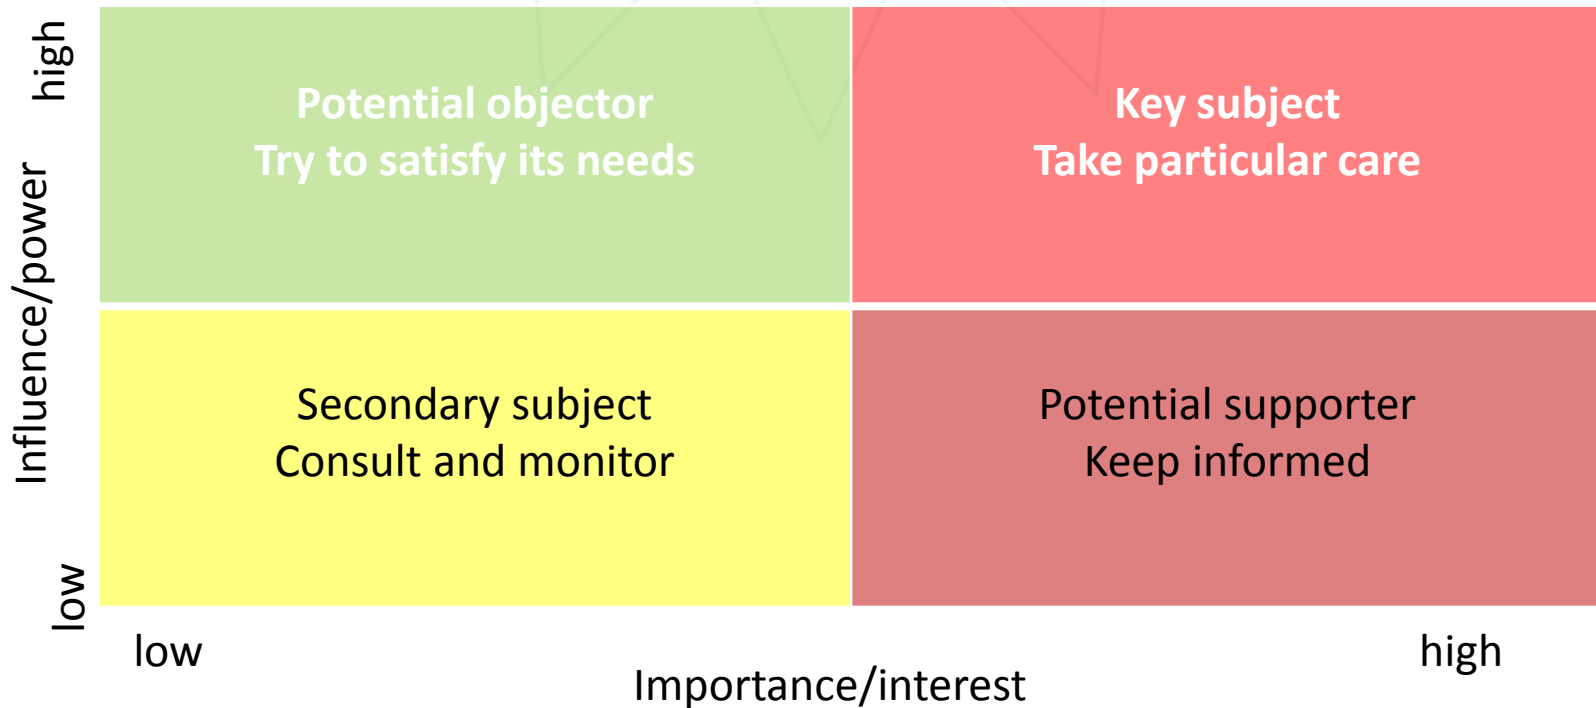 high
Influence/power
low
Potential objector
Try to satisfy its needs
Key subject
Take particular care
Secondary subject
Consult and monitor
Potential supporter
Keep informed
low
high
Importance/interest